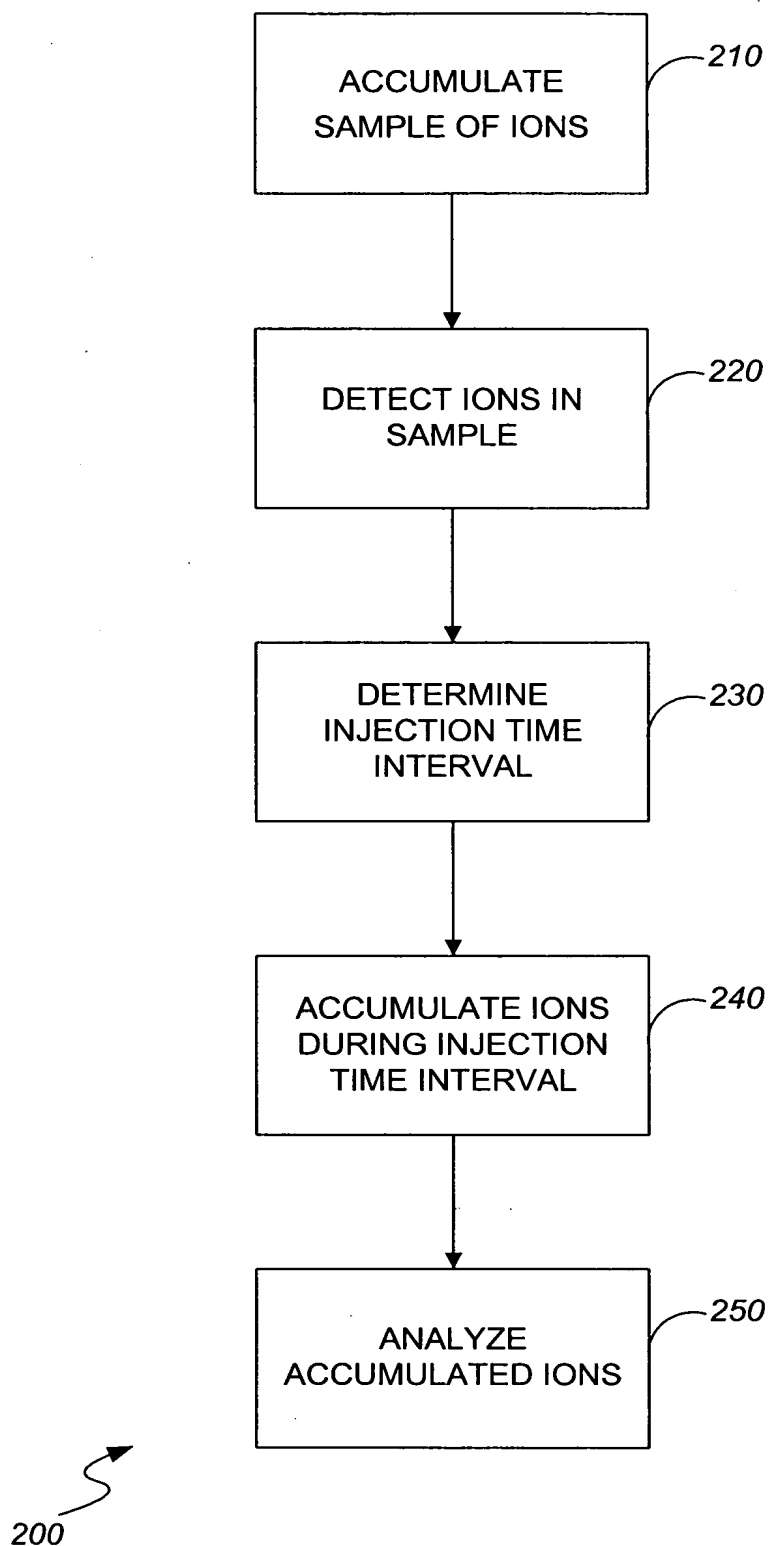 ACCUMULATE
SAMPLE OF IONS
210
DETECT IONS IN
SAMPLE
220
DETERMINE
INJECTION TIME
INTERVAL
230
ACCUMULATE IONS
DURING INJECTION
TIME INTERVAL
240
ANALYZE
ACCUMULATED IONS
250
200